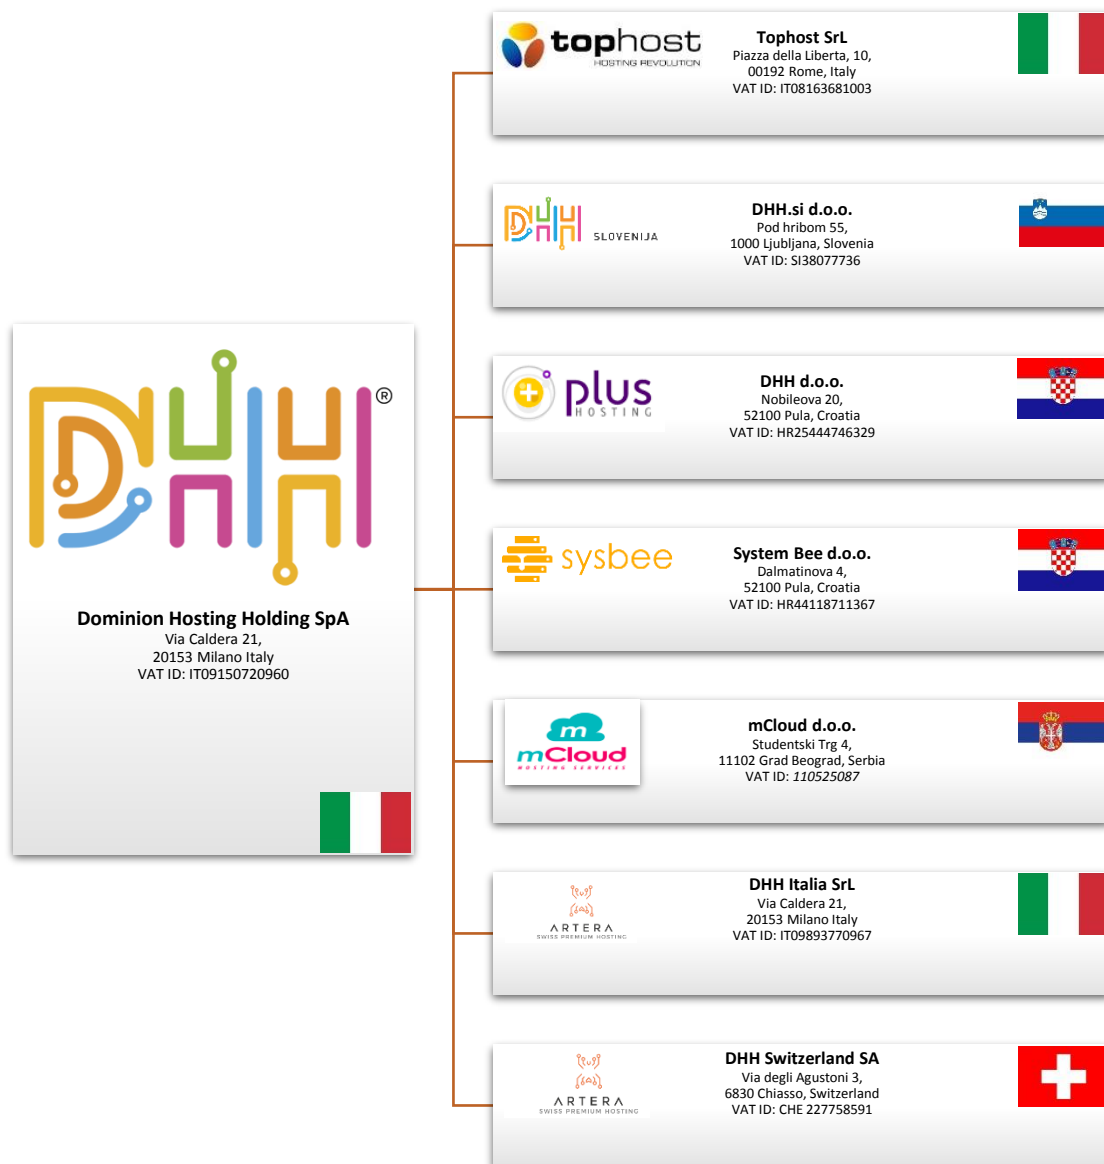 DHH®
Dominion Hosting Holding SpA
Via Caldera 21,
20153 Milano Italy
VAT ID: IT09150720960
tophost
HOSTING REVOLUTION
Tophost SrL
Piazza della Liberta, 10,
00192 Rome, Italy
VAT ID: IT08163681003
DHH SLOVENIJA
DHH.si d.o.o.
Pod hribom 55,
1000 Ljubljana, Slovenia
VAT ID: SI38077736
plus
HOSTING
DHH d.o.o.
Nobileova 20,
52100 Pula, Croatia
VAT ID: HR25444746329
sysbee
System Bee d.o.o.
Dalmatinova 4,
52100 Pula, Croatia
VAT ID: HR44118711367
m
mCloud
HOSTING SERVICES
mCloud d.o.o.
Studentski Trg 4,
11102 Grad Beograd, Serbia
VAT ID: 110525087
ARTERA
SWISS PREMIUM HOSTING
DHH Italia SrL
Via Caldera 21,
20153 Milano Italy
VAT ID: IT09893770967
ARTERA
SWISS PREMIUM HOSTING
DHH Switzerland SA
Via degli Agustoni 3,
6830 Chiasso, Switzerland
VAT ID: CHE 227758591